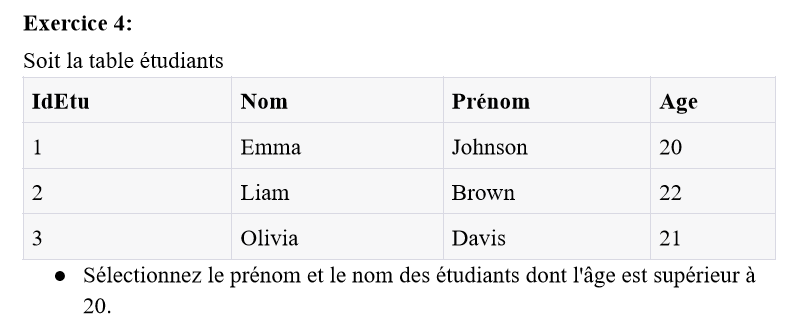 Exercice 4:
Soit la table étudiants
IdEtu Nom Prénom Age
1 Emma Johnson 20
2 Liam Brown 22
3 Olivia Davis 21
● Sélectionnez le prénom et le nom des étudiants dont l'âge est supérieur à
20.